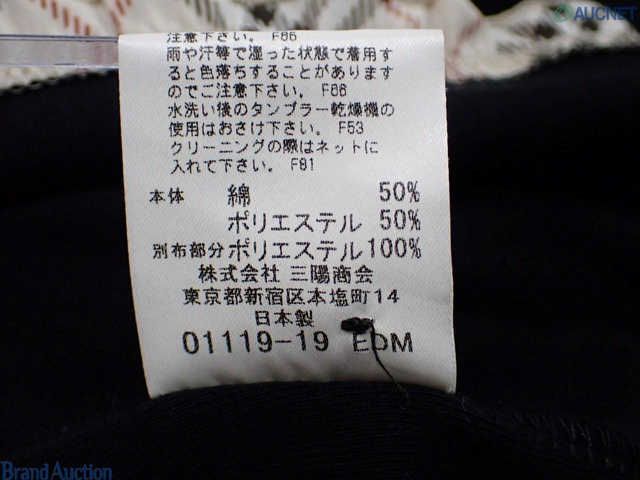 AUCNET
注意下さい。 F86
雨や汗等で湿った状態で着用す
ると色落ちすることがあります
のでご注意下さい。 F66
水洗い後のタンブラー乾燥機の
使用はおさけ下さい。 F53
クリーニングの際はネットに
入れて下さい。 F81
本体 綿 50%
ポリエステル 50%
別布部分 ポリエステル 100%
株式会社 三陽商会
東京都新宿区本塩町14
日本製
01119-19 EDM
Brand Auction